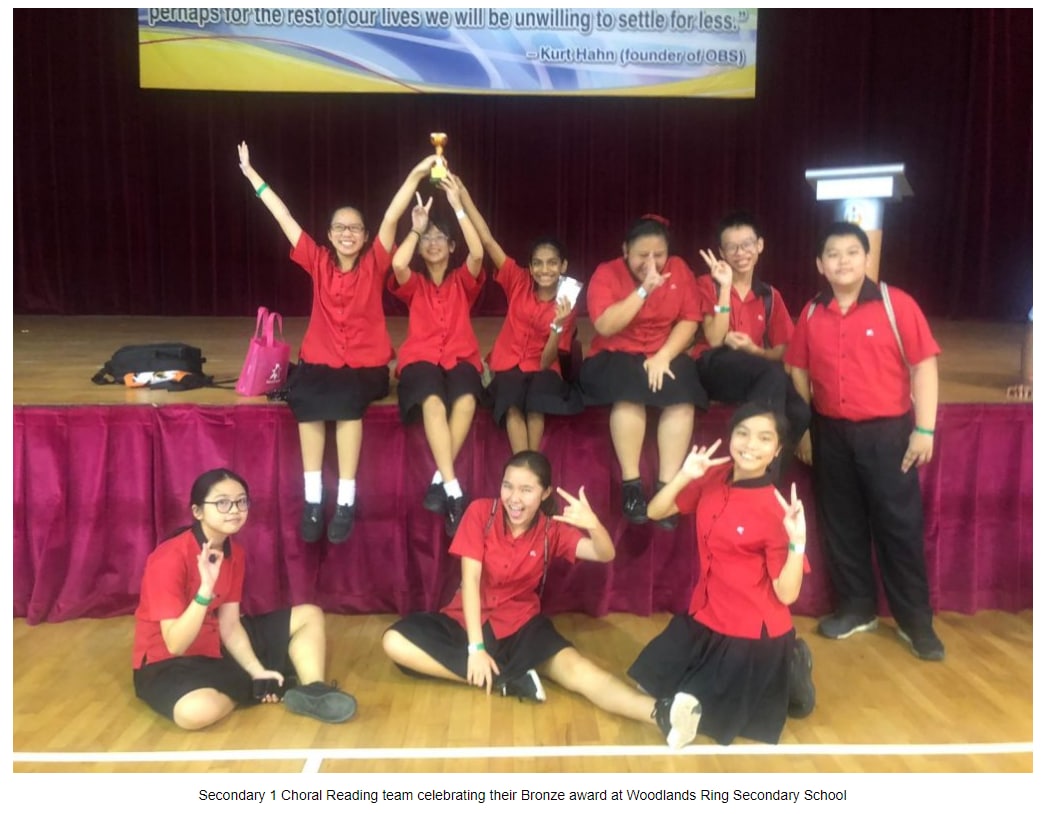 perhaps for the rest of our lives we will be unwilling to settle for less."
– Kurt Hahn (founder of OBS)
Secondary 1 Choral Reading team celebrating their Bronze award at Woodlands Ring Secondary School